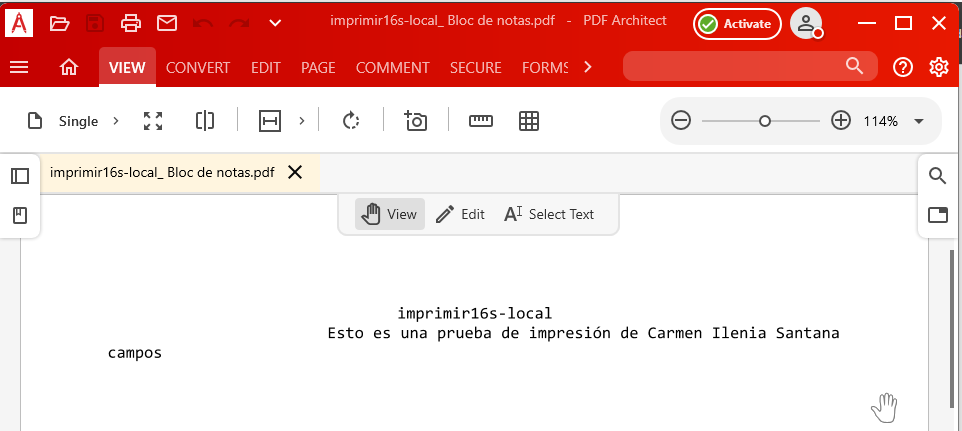 imprimir16s-local_ Bloc de notas.pdf - PDF Architect
Activate
VIEW CONVERT EDIT PAGE COMMENT SECURE FORMS
Single
114%
imprimir16s-local_ Bloc de notas.pdf
View Edit Select Text
imprimir16s-local
Esto es una prueba de impresión de Carmen Ilenia Santana
campos